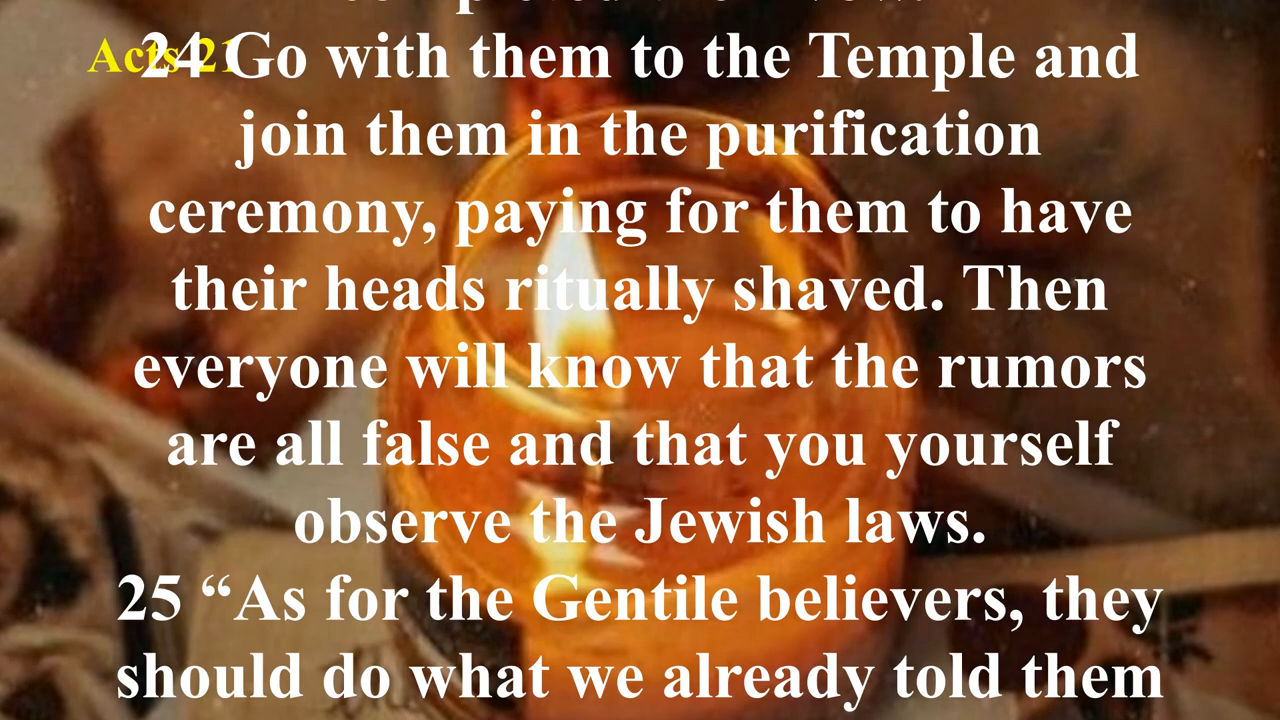 Acts 21
24 Go with them to the Temple and
join them in the purification
ceremony, paying for them to have
their heads ritually shaved. Then
everyone will know that the rumors
are all false and that you yourself
observe the Jewish laws.
25 “As for the Gentile believers, they
should do what we already told them